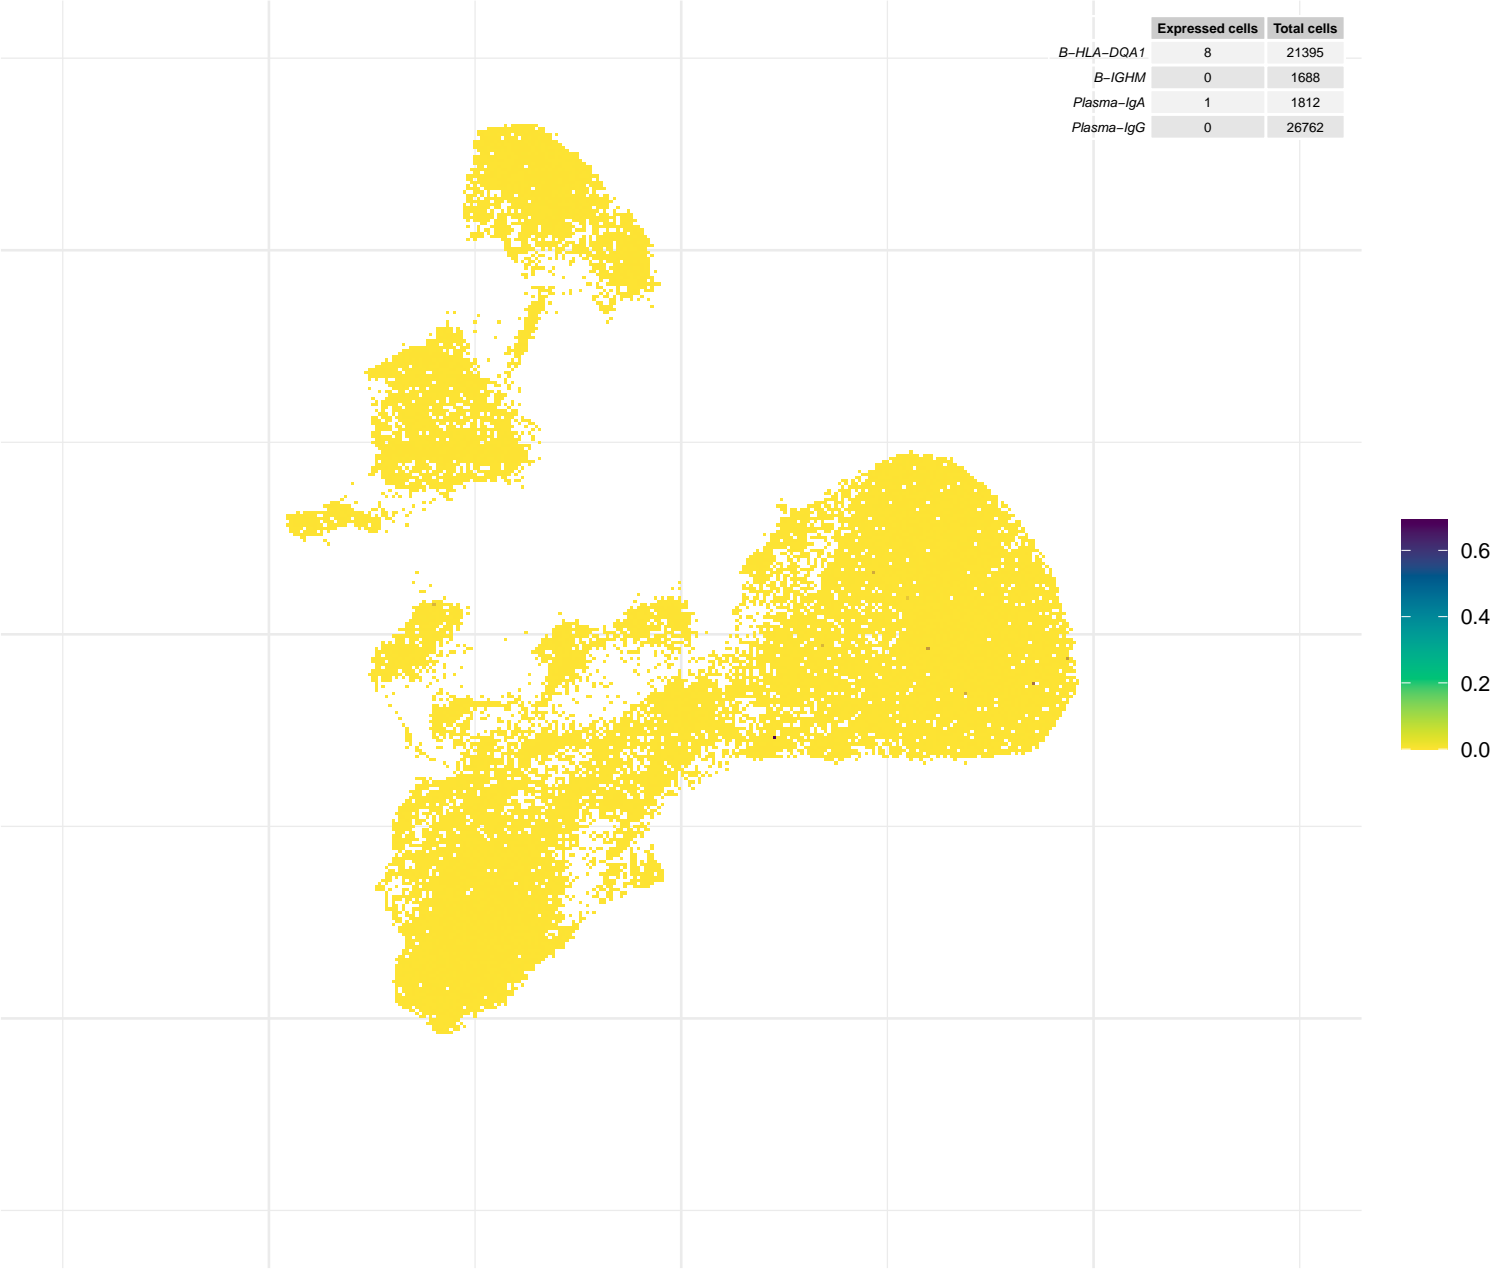 Expressed cells Total cells
B−HLA−DQA1 8 21395
B−IGHM 0 1688
Plasma−IgA 1 1812
Plasma−IgG 0 26762
0.6
0.4
0.2
0.0